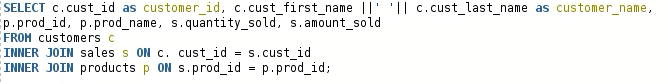 SELECT c.cust_id as customer_id, c.cust_first_name ||' '|| c.cust_last_name as customer_name,
p.prod_id, p.prod_name, s.quantity_sold, s.amount_sold
FROM customers c
INNER JOIN sales s ON c. cust_id = s.cust_id
INNER JOIN products p ON s.prod_id = p.prod_id;